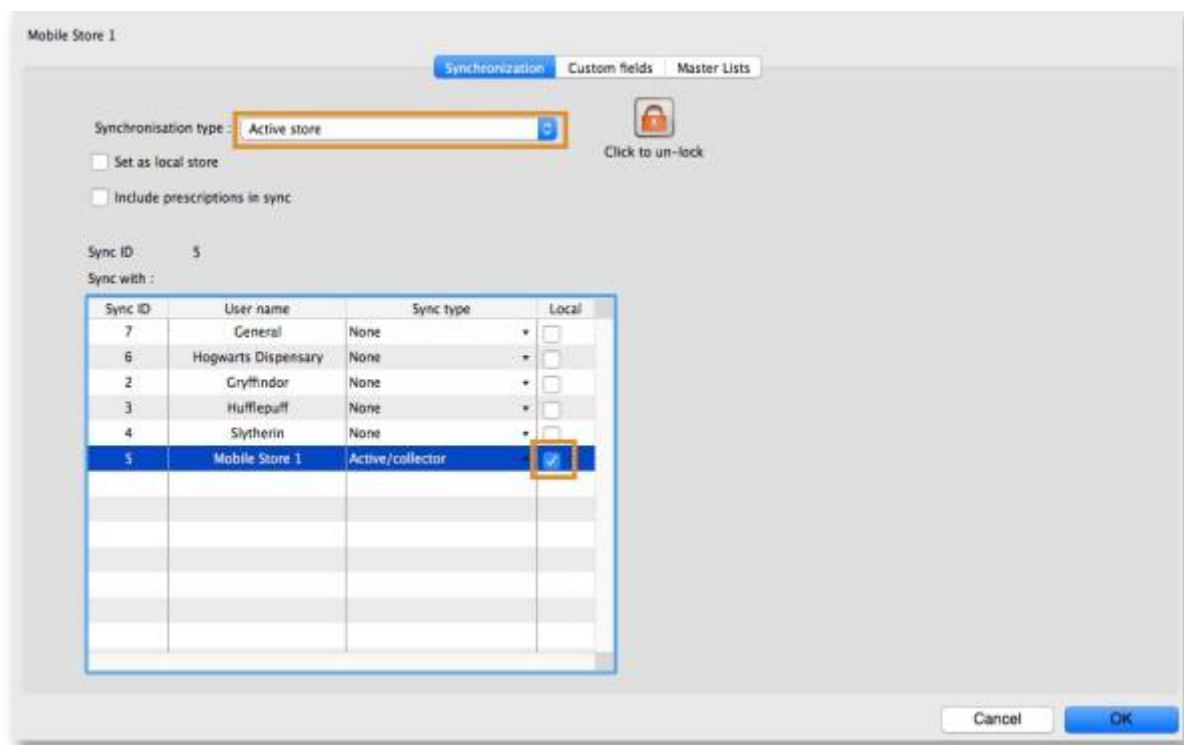 Mobile Store 1
Synchronization Custom fields Master Lists
Synchronisation type : Active store
Click to un-lock
Set as local store
Include prescriptions in sync
Sync ID 5
Sync with :
Sync ID User name Sync type Local
7 General None
6 Hogwarts Dispensary None
2 Gryffindor None
3 Hufflepuff None
4 Slytherin None
5 Mobile Store 1 Active/collector
Cancel OK